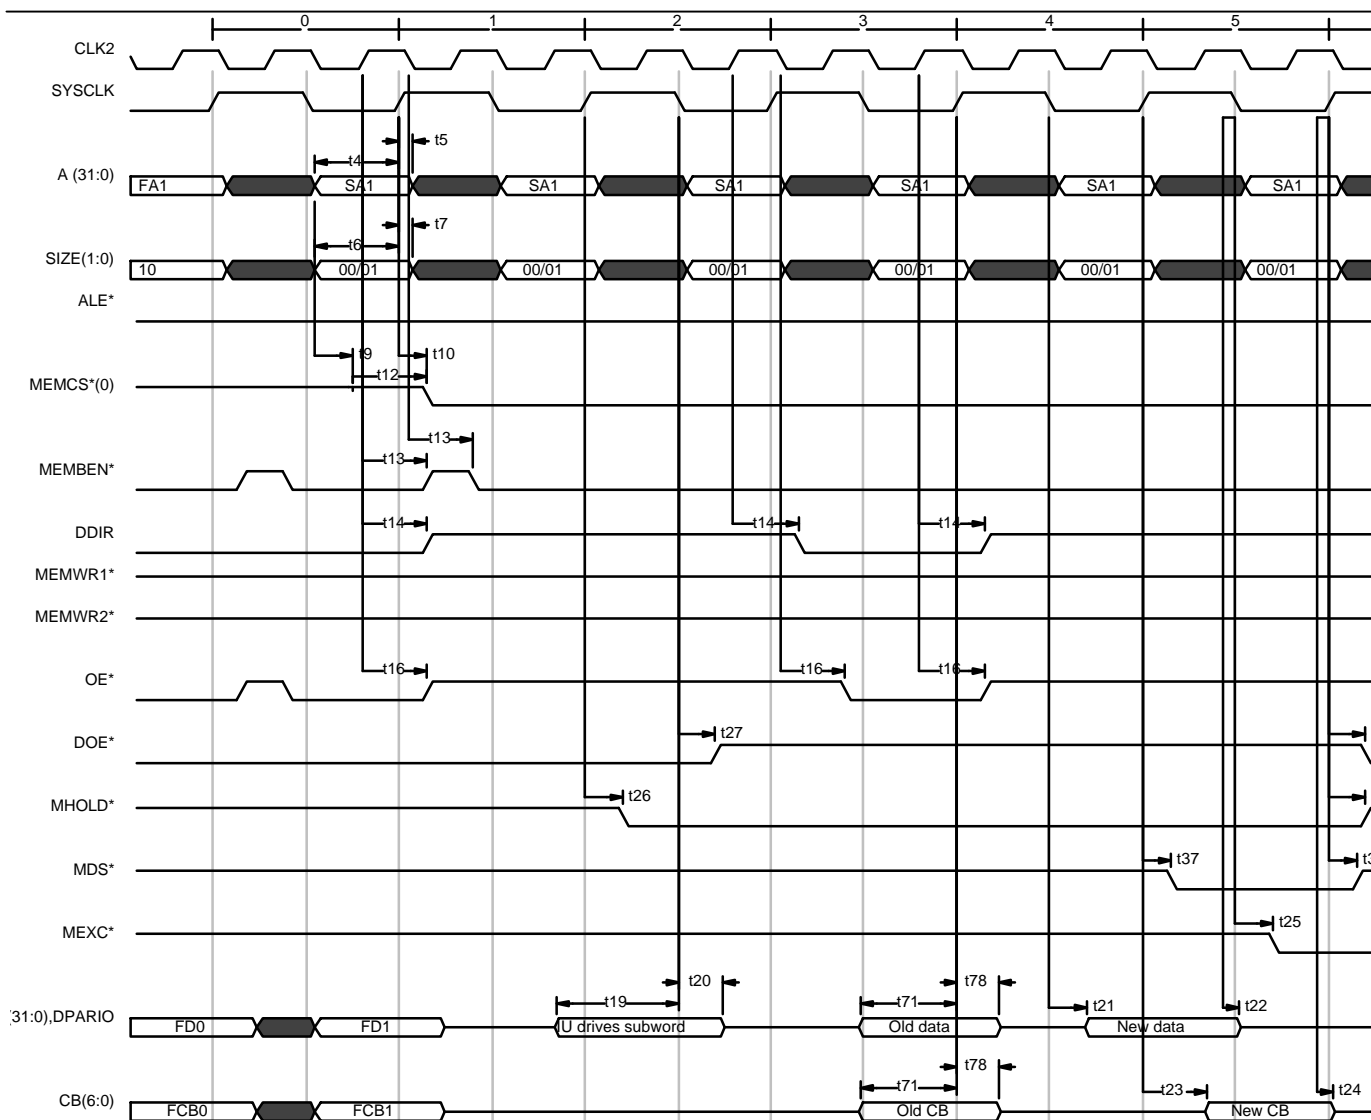 0 1 2 3 4 5
CLK2
SYSCLK
t5
t4
A (31:0) FA1 SA1 SA1 SA1 SA1 SA1 SA1
t7
t6
SIZE(1:0) 10 00/01 00/01 00/01 00/01 00/01 00/01
ALE*
t9 t10
t12
MEMCS*(0)
t13
t13
MEMBEN*
t14 t14 t14
DDIR
MEMWR1*
MEMWR2*
t16 t16 t16
OE*
t27
DOE*
t26
MHOLD*
t37
MDS*
t25
MEXC*
t20 t78
t19 t71 t21 t22
31:0),DPARIO FD0 FD1 IU drives subword Old data New data
t78
t71 t23 t24
CB(6:0) FCB0 FCB1 Old CB New CB